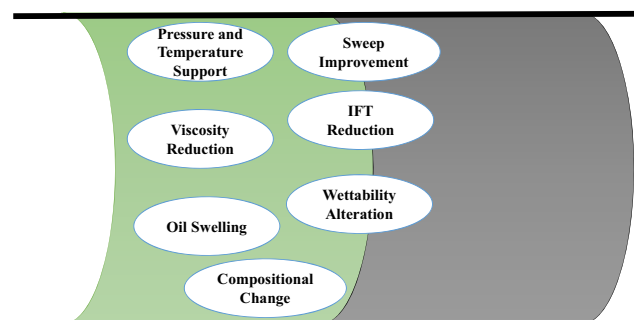 Pressure and
Temperature
Support
Sweep
Improvement
IFT
Reduction
Viscosity
Reduction
Wettability
Alteration
Oil Swelling
Compositional
Change